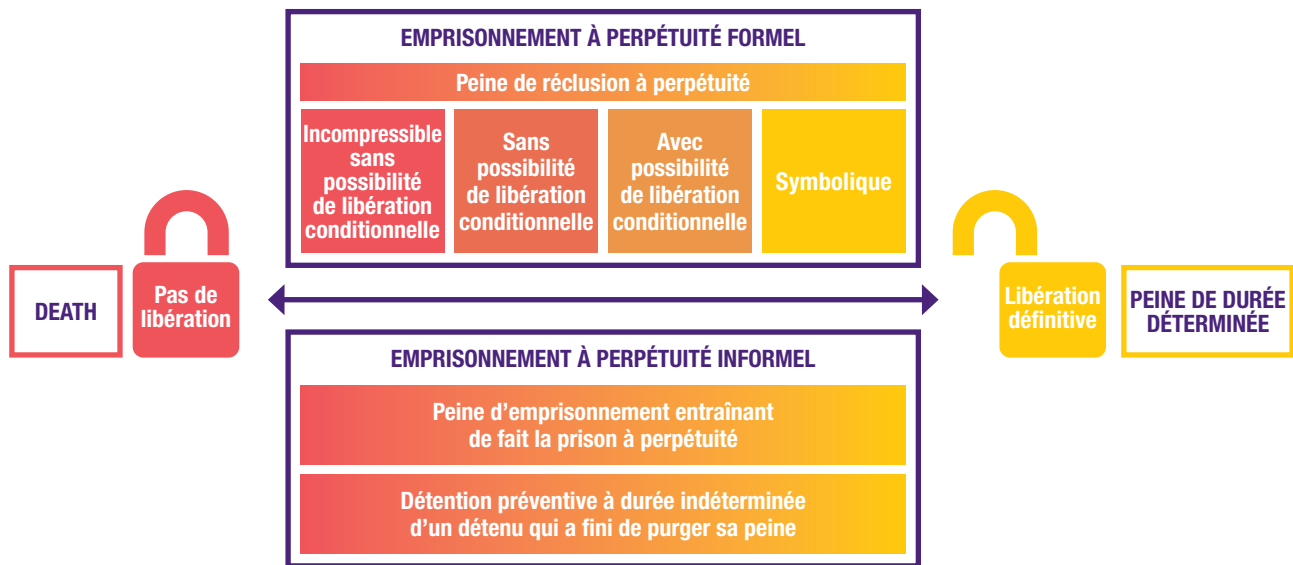 EMPRISONNEMENT À PERPÉTUITÉ FORMEL
Peine de réclusion à perpétuité
Incompressible
sans
possibilité
de libération
conditionnelle
Sans
possibilité
de libération
conditionnelle
Avec
possibilité
de libération
conditionnelle
Symbolique
DEATH
Pas de
libération
Libération
définitive
PEINE DE DURÉE
DÉTERMINÉE
EMPRISONNEMENT À PERPÉTUITÉ INFORMEL
Peine d’emprisonnement entraînant
de fait la prison à perpétuité
Détention préventive à durée indéterminée
d’un détenu qui a fini de purger sa peine